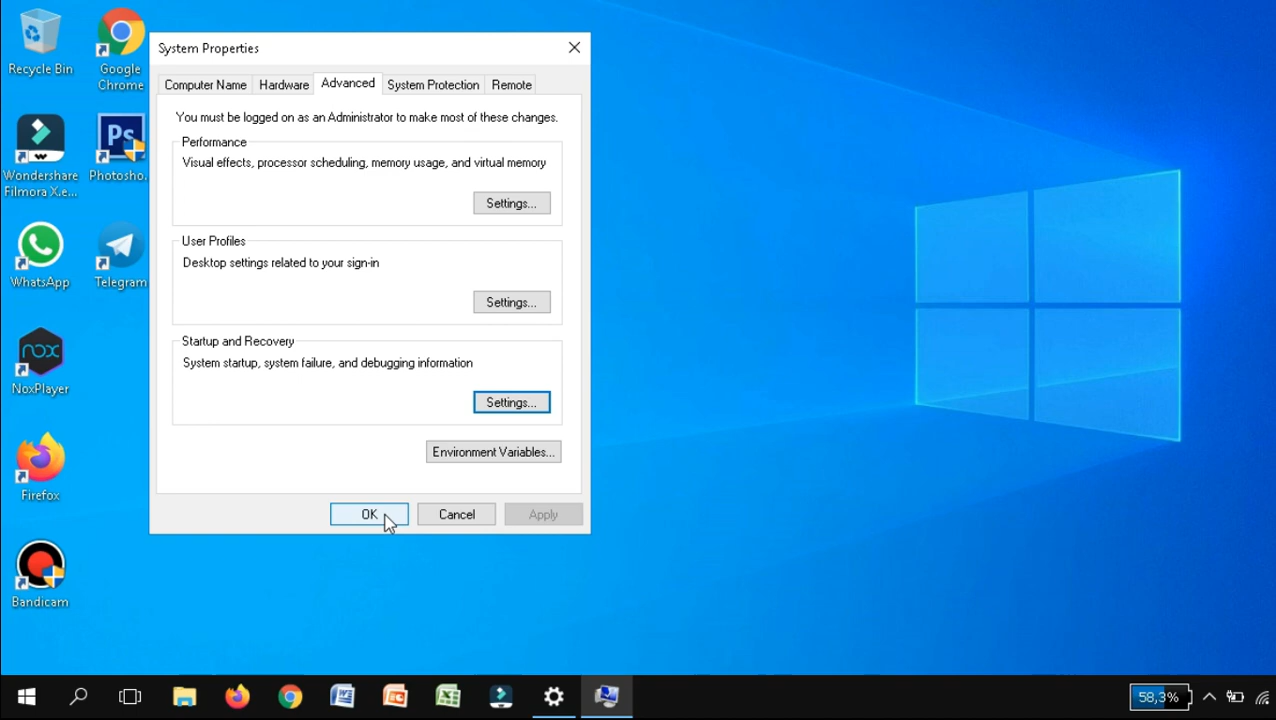 Recycle Bin
Google
Chrome
Wondershare
Filmora X.e...
Ps
Photosho.
WhatsApp
Telegram
nox
NoxPlayer
Firefox
Bandicam
System Properties
Computer Name
Hardware
Advanced
System Protection
Remote
You must be logged on as an Administrator to make most of these changes.
Performance
Visual effects, processor scheduling, memory usage, and virtual memory
Settings...
User Profiles
Desktop settings related to your sign-in
Settings...
Startup and Recovery
System startup, system failure, and debugging information
Settings...
Environment Variables...
OK
Cancel
Apply
58,3%